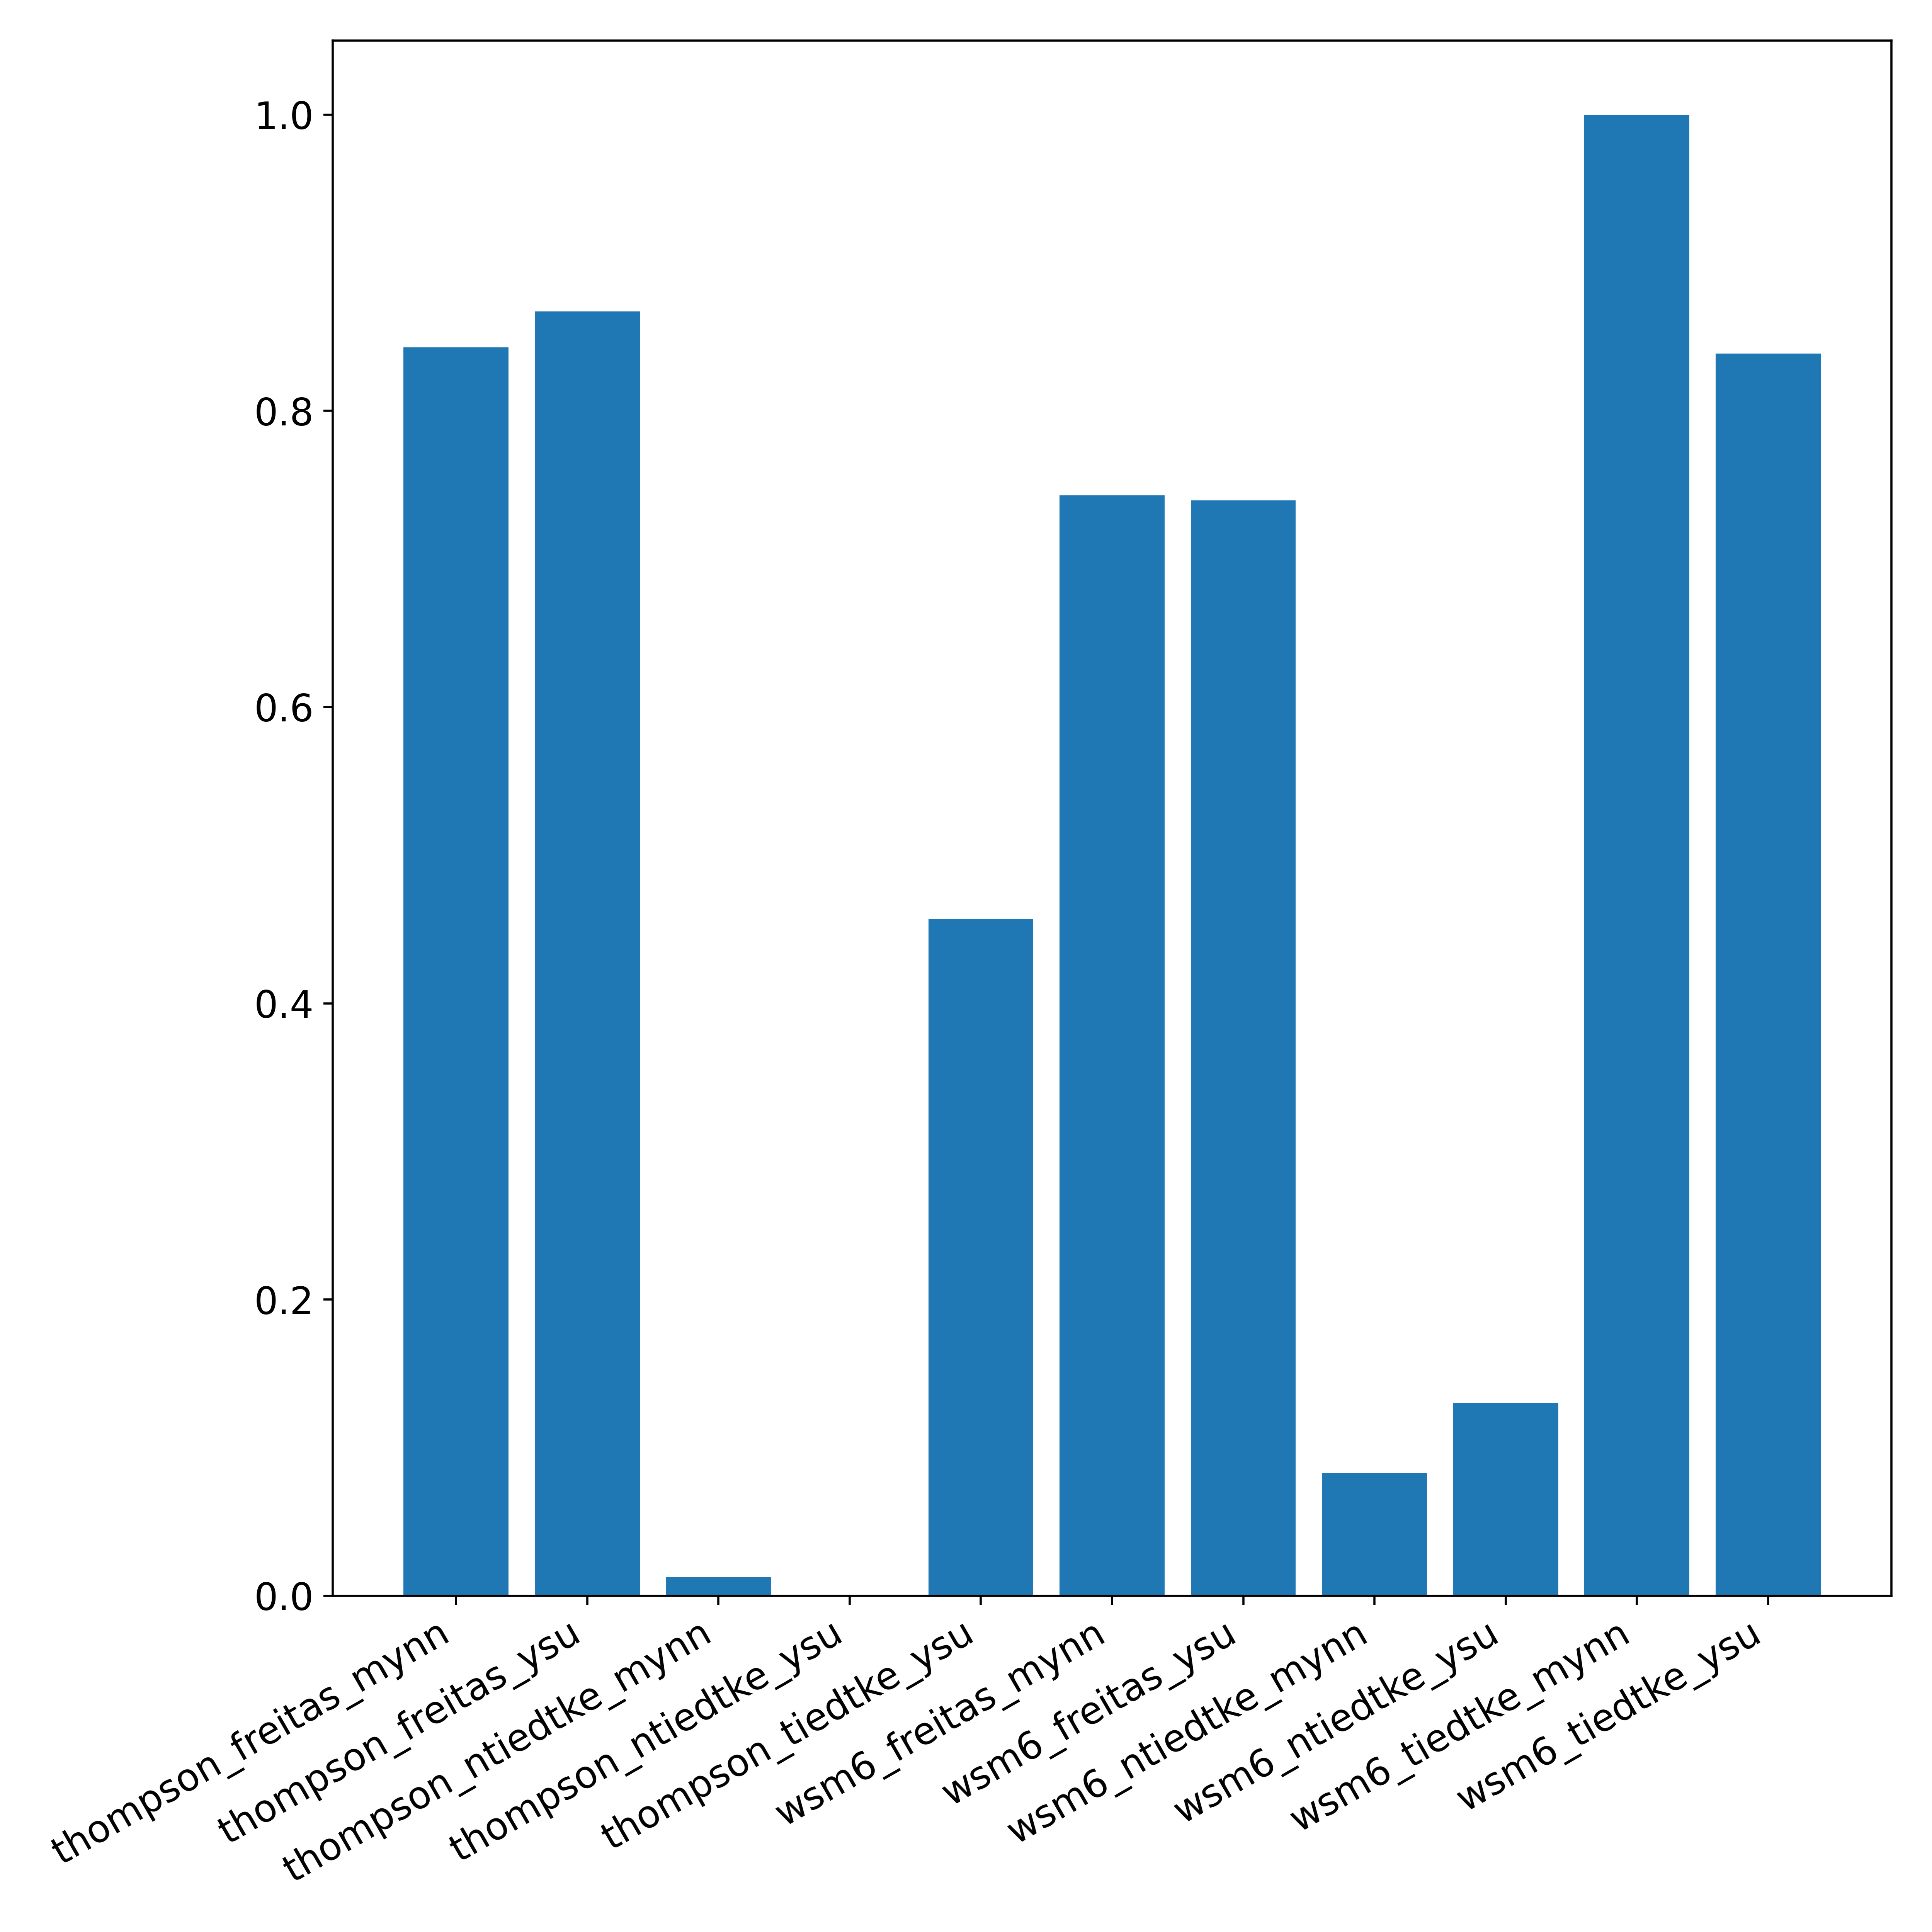 1.0
0.8
0.6
0.4
0.2
0.0
thompson_freitas_mynn
thompson_freitas_ysu
thompson_ntiedtke_mynn
thompson_ntiedtke_ysu
thompson_tiedtke_ysu
wsm6_freitas_mynn
wsm6_freitas_ysu
wsm6_ntiedtke_mynn
wsm6_ntiedtke_ysu
wsm6_tiedtke_mynn
wsm6_tiedtke_ysu